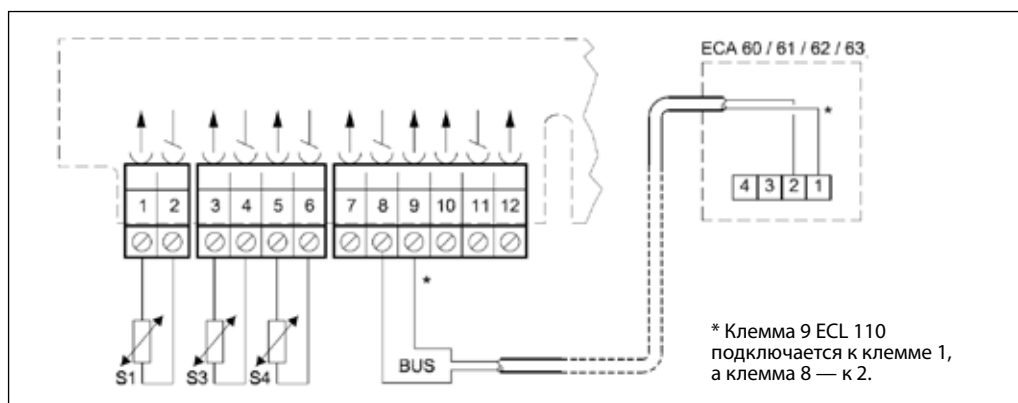 ECA 60 / 61 / 62 / 63
*
4 3 2 1
1 2 3 4 5 6 7 8 9 10 11 12
*
S1 S3 S4
BUS
* Клемма 9 ECL 110
подключается к клемме 1,
а клемма 8 — к 2.